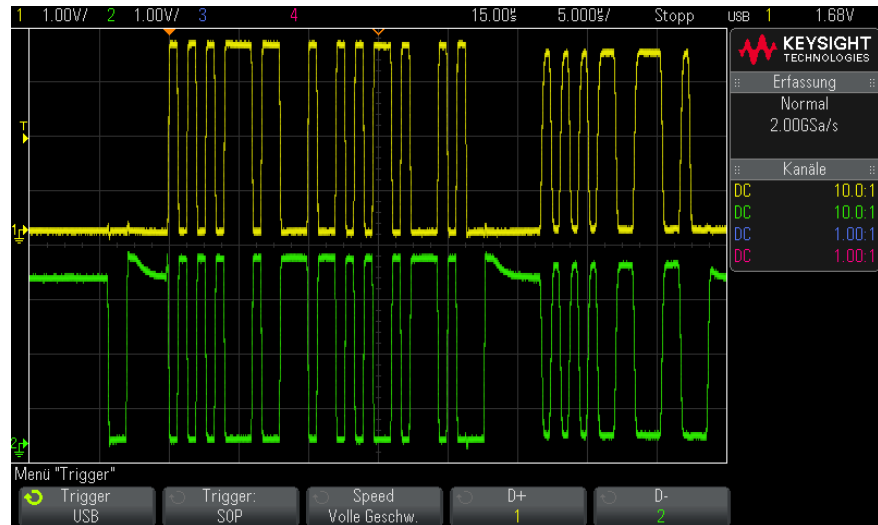 1 1.00V/ 2 1.00V/ 3 4 15.00s 5.000s/ Stopp USB 1 1.68V
KEYSIGHT
TECHNOLOGIES
Erfassung
Normal
2.00GSa/s
Kanäle
DC 10.0:1
DC 10.0:1
DC 1.00:1
DC 1.00:1
T
1
2
Menü "Trigger"
Trigger
USB
Trigger:
SOP
Speed
Volle Geschw.
D+
1
D-
2